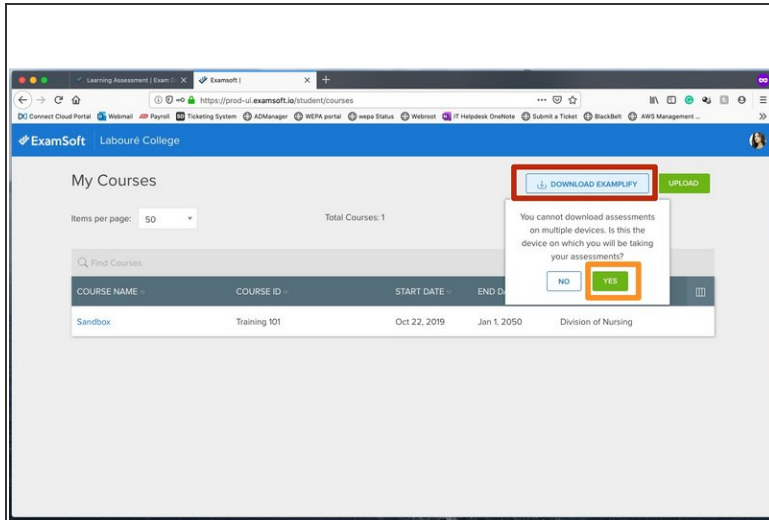 Learning Assessment | Exam D
Examsoft |
https://prod-ui.examsoft.io/student/courses
Connect Cloud Portal Webmail Payroll Ticketing System ADManager WEPA portal wepa Status Webroot IT Helpdesk OneNote Submit a Ticket BlackBelt AWS Management ...
ExamSoft Labouré College
My Courses
DOWNLOAD EXAMPLIFY
UPLOAD
Items per page: 50
Total Courses: 1
You cannot download assessments
on multiple devices. Is this the
device on which you will be taking
your assessments?
NO YES
Find Courses
COURSE NAME COURSE ID START DATE END D
Sandbox Training 101 Oct 22, 2019 Jan 1, 2050 Division of Nursing